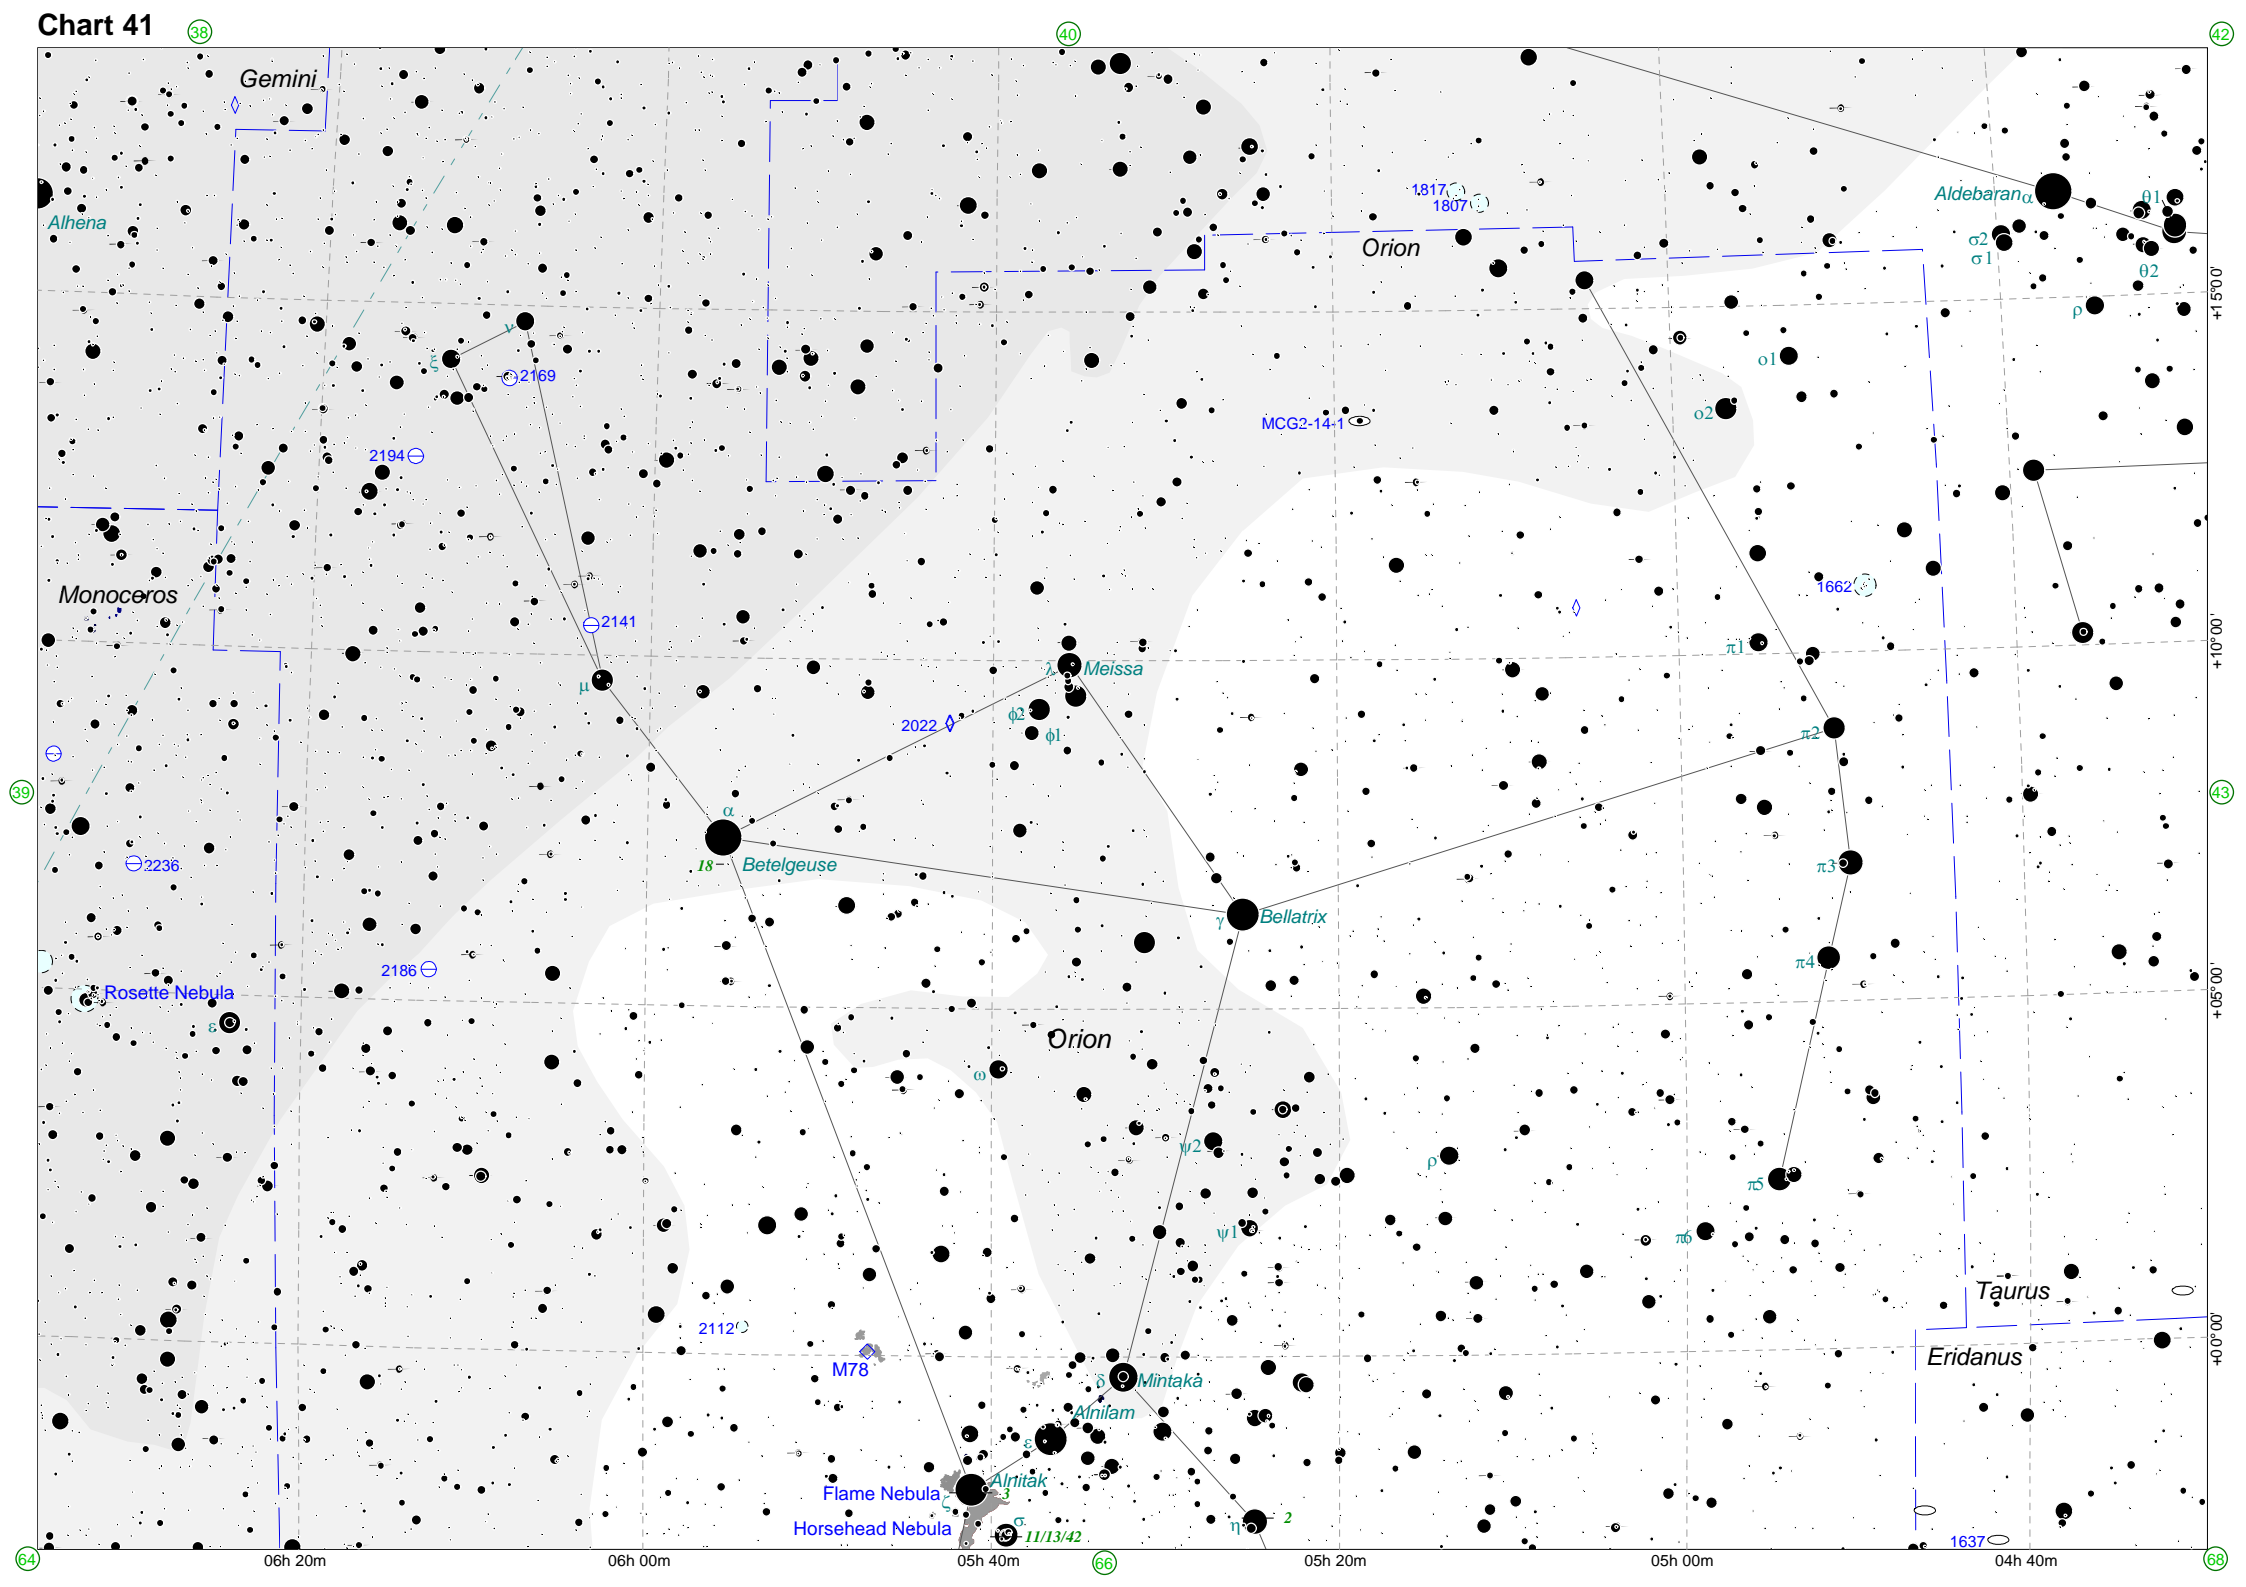 Chart 41
38
40
42
Gemini
Alhena
1817
1807
Orion
Aldebaran α
θ1
σ2
σ1
θ2
ρ
+15°0'
ν
ξ
2169
ο1
ο2
MCG2-14-1
2194
Monoceros
1662
2141
π1
+10° 00'
λ
Meissa
μ
2022
φ2
φ1
π2
39
43
α
18
Betelgeuse
2236
π3
γ
Bellatrix
π4
2186
Rosette Nebula
ε
+05° 00'
Orion
ω
ψ2
ρ
π5
ψ1
π6
Taurus
2112
M78
+0° 00'
Eridanus
δ
Mintaka
Alnilam
ε
Alnitak
Flame Nebula
ζ
3
Horsehead Nebula
σ
11/13/42
η
2
1637
64
06h 20m
06h 00m
05h 40m
66
05h 20m
05h 00m
04h 40m
68